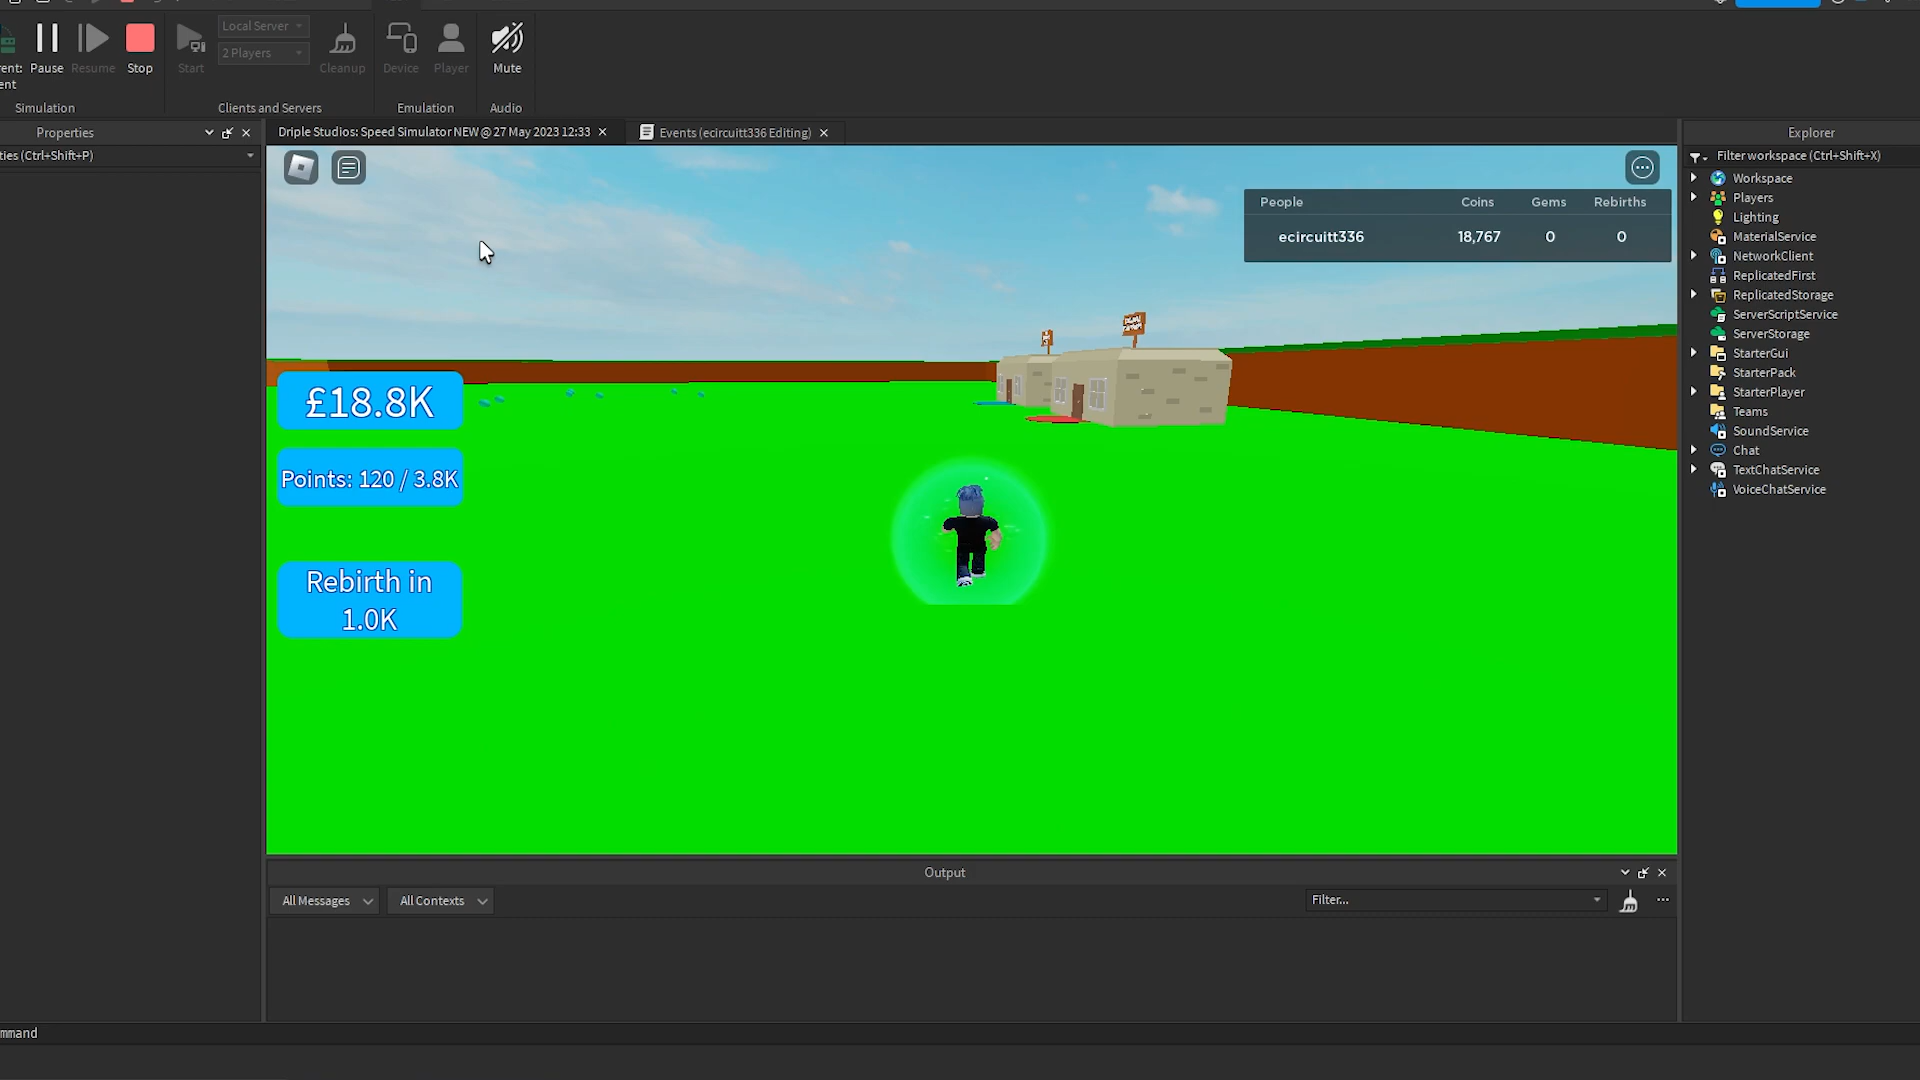 Local Server
2 Players
Pause
Resume
Stop
Start
Cleanup
Device
Player
Mute
Simulation
Clients and Servers
Emulation
Audio
Properties
Driple Studios: Speed Simulator NEW @ 27 May 2023 12:33
Events (ecircuitt336 Editing)
Explorer
(Ctrl+Shift+P)
Filter workspace (Ctrl+Shift+X)
Workspace
Players
Lighting
MaterialService
NetworkClient
ReplicatedFirst
ReplicatedStorage
ServerScriptService
ServerStorage
StarterGui
StarterPack
StarterPlayer
Teams
SoundService
Chat
TextChatService
VoiceChatService
People Coins Gems Rebirths
ecircuitt336 18,767 0 0
£18.8K
Points: 120 / 3.8K
Rebirth in
1.0K
Output
All Messages
All Contexts
Filter...
mmand